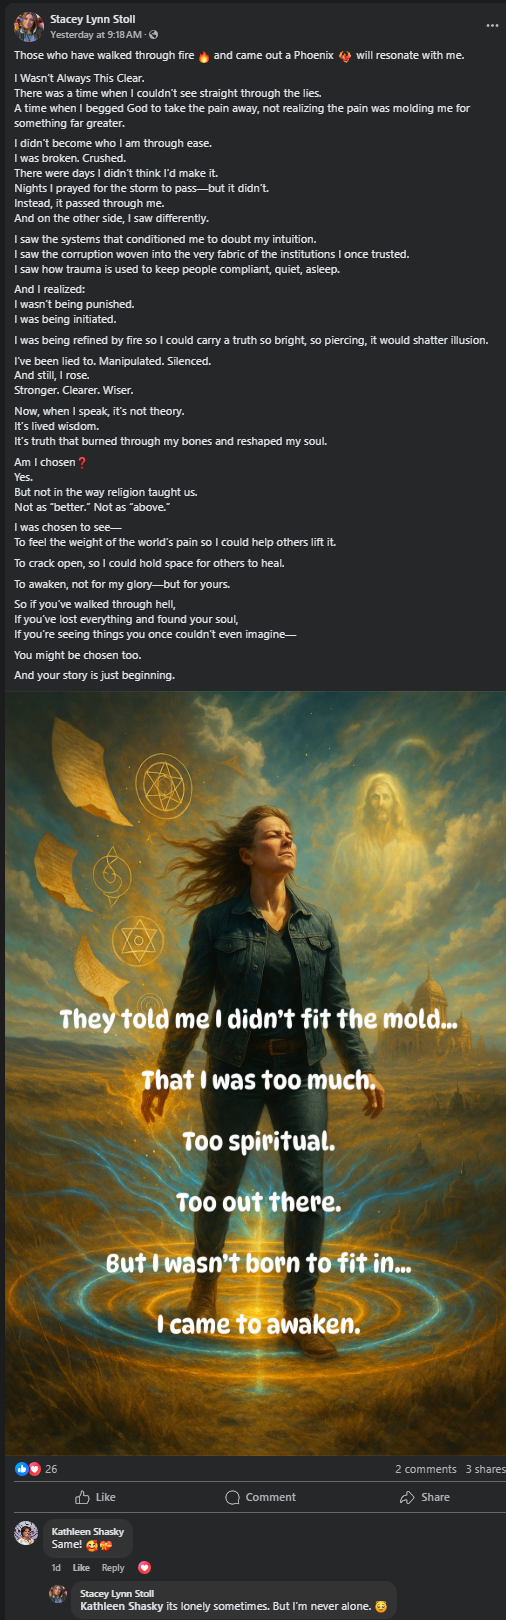 Stacey Lynn Stoll
Yesterday at 9:18 AM ·
Those who have walked through fire 🔥 and came out a Phoenix 🐦‍🔥 will resonate with me.
I Wasn't Always This Clear.
There was a time when I couldn't see straight through the lies.
A time when I begged God to take the pain away, not realizing the pain was molding me for
something far greater.
I didn't become who I am through ease.
I was broken. Crushed.
There were days I didn't think I'd make it.
Nights I prayed for the storm to pass—but it didn't.
Instead, it passed through me.
And on the other side, I saw differently.
I saw the systems that conditioned me to doubt my intuition.
I saw the corruption woven into the very fabric of the institutions I once trusted.
I saw how trauma is used to keep people compliant, quiet, asleep.
And I realized:
I wasn't being punished.
I was being initiated.
I was being refined by fire so I could carry a truth so bright, so piercing, it would shatter illusion.
I've been lied to. Manipulated. Silenced.
And still, I rose.
Stronger. Clearer. Wiser.
Now, when I speak, it's not theory.
It's lived wisdom.
It's truth that burned through my bones and reshaped my soul.
Am I chosen❓
Yes.
But not in the way religion taught us.
Not as "better." Not as "above."
I was chosen to see—
To feel the weight of the world's pain so I could help others lift it.
To crack open, so I could hold space for others to heal.
To awaken, not for my glory—but for yours.
So if you've walked through hell,
If you've lost everything and found your soul,
If you're seeing things you once couldn't even imagine—
You might be chosen too.
And your story is just beginning.
They told me I didn't fit the mold...
That I was too much.
Too spiritual.
Too out there.
But I wasn't born to fit in...
I came to awaken.
26
2 comments 3 shares
Like Comment Share
Kathleen Shasky
Same! 🥰💝
1d Like Reply
Stacey Lynn Stoll
Kathleen Shasky its lonely sometimes. But I'm never alone. 🥹